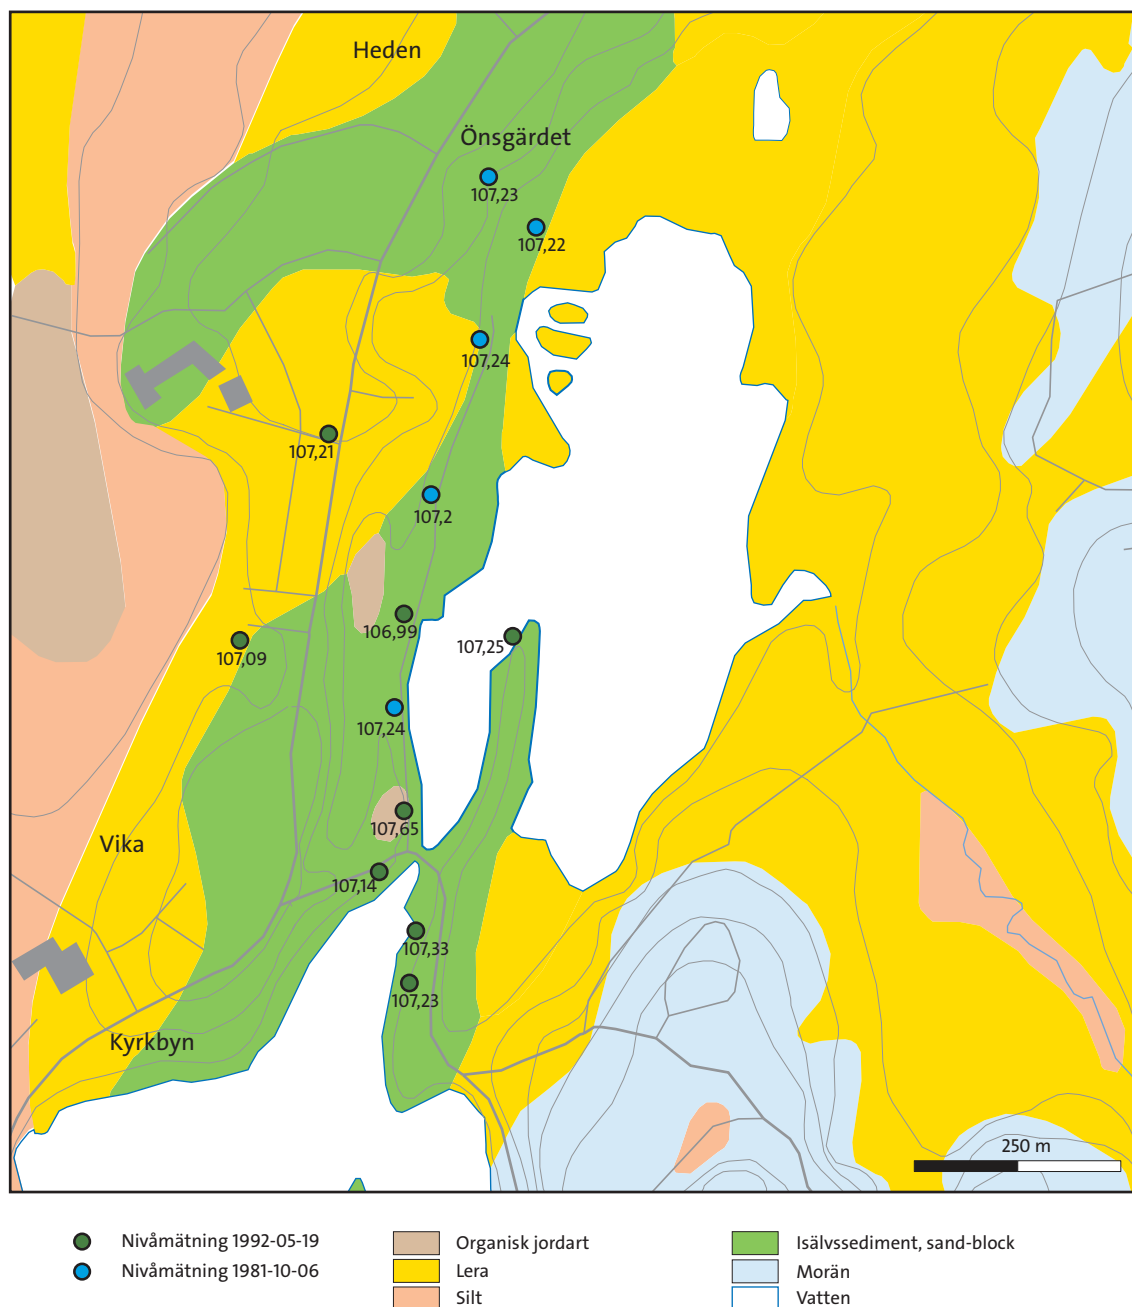 Heden
Önsgärdet
107,23
107,22
107,24
107,21
107,2
106,99
107,25
107,09
107,24
107,65
Vika
107,14
107,33
107,23
Kyrkbyn
250 m
Nivåmätning 1992-05-19
Nivåmätning 1981-10-06
Organisk jordart
Lera
Silt
Isälvssediment, sand-block
Morän
Vatten